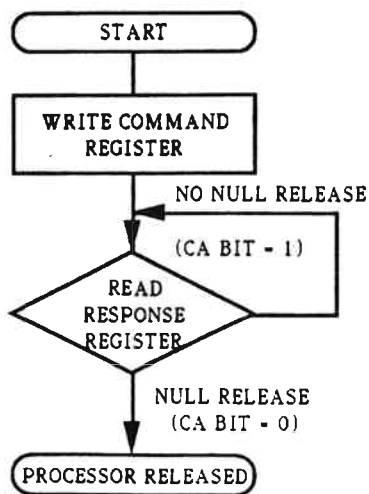 START
WRITE COMMAND
REGISTER
NO NULL RELEASE
(CA BIT - 1)
READ
RESPONSE
REGISTER
NULL RELEASE
(CA BIT - 0)
PROCESSOR RELEASED